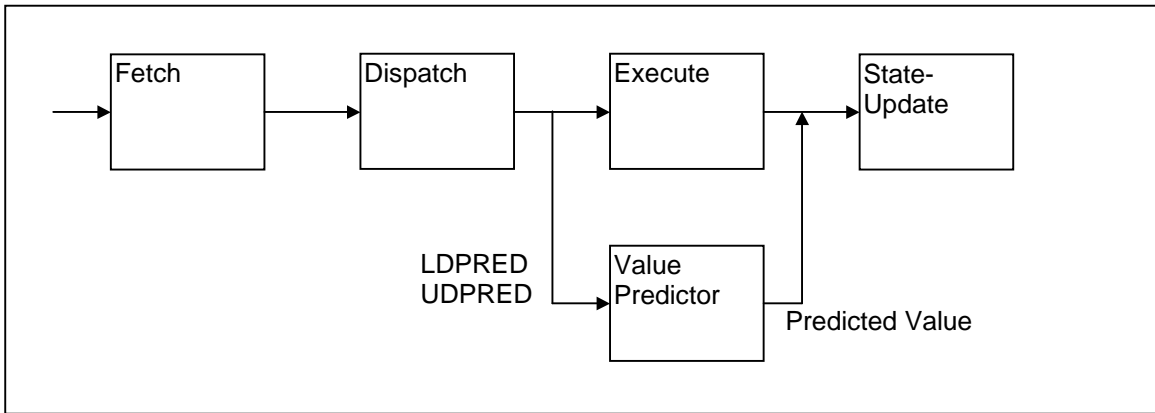 Fetch
Dispatch
Execute
State-
Update
LDPRED
UDPRED
Value
Predictor
Predicted Value